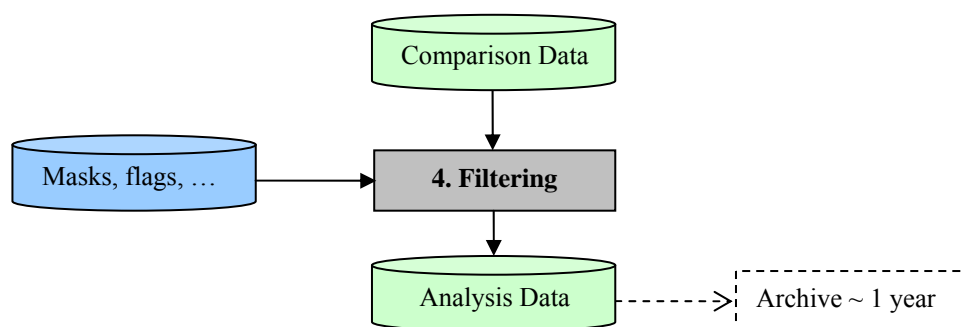 Comparison Data
Masks, flags, …
4. Filtering
Analysis Data
Archive ~ 1 year